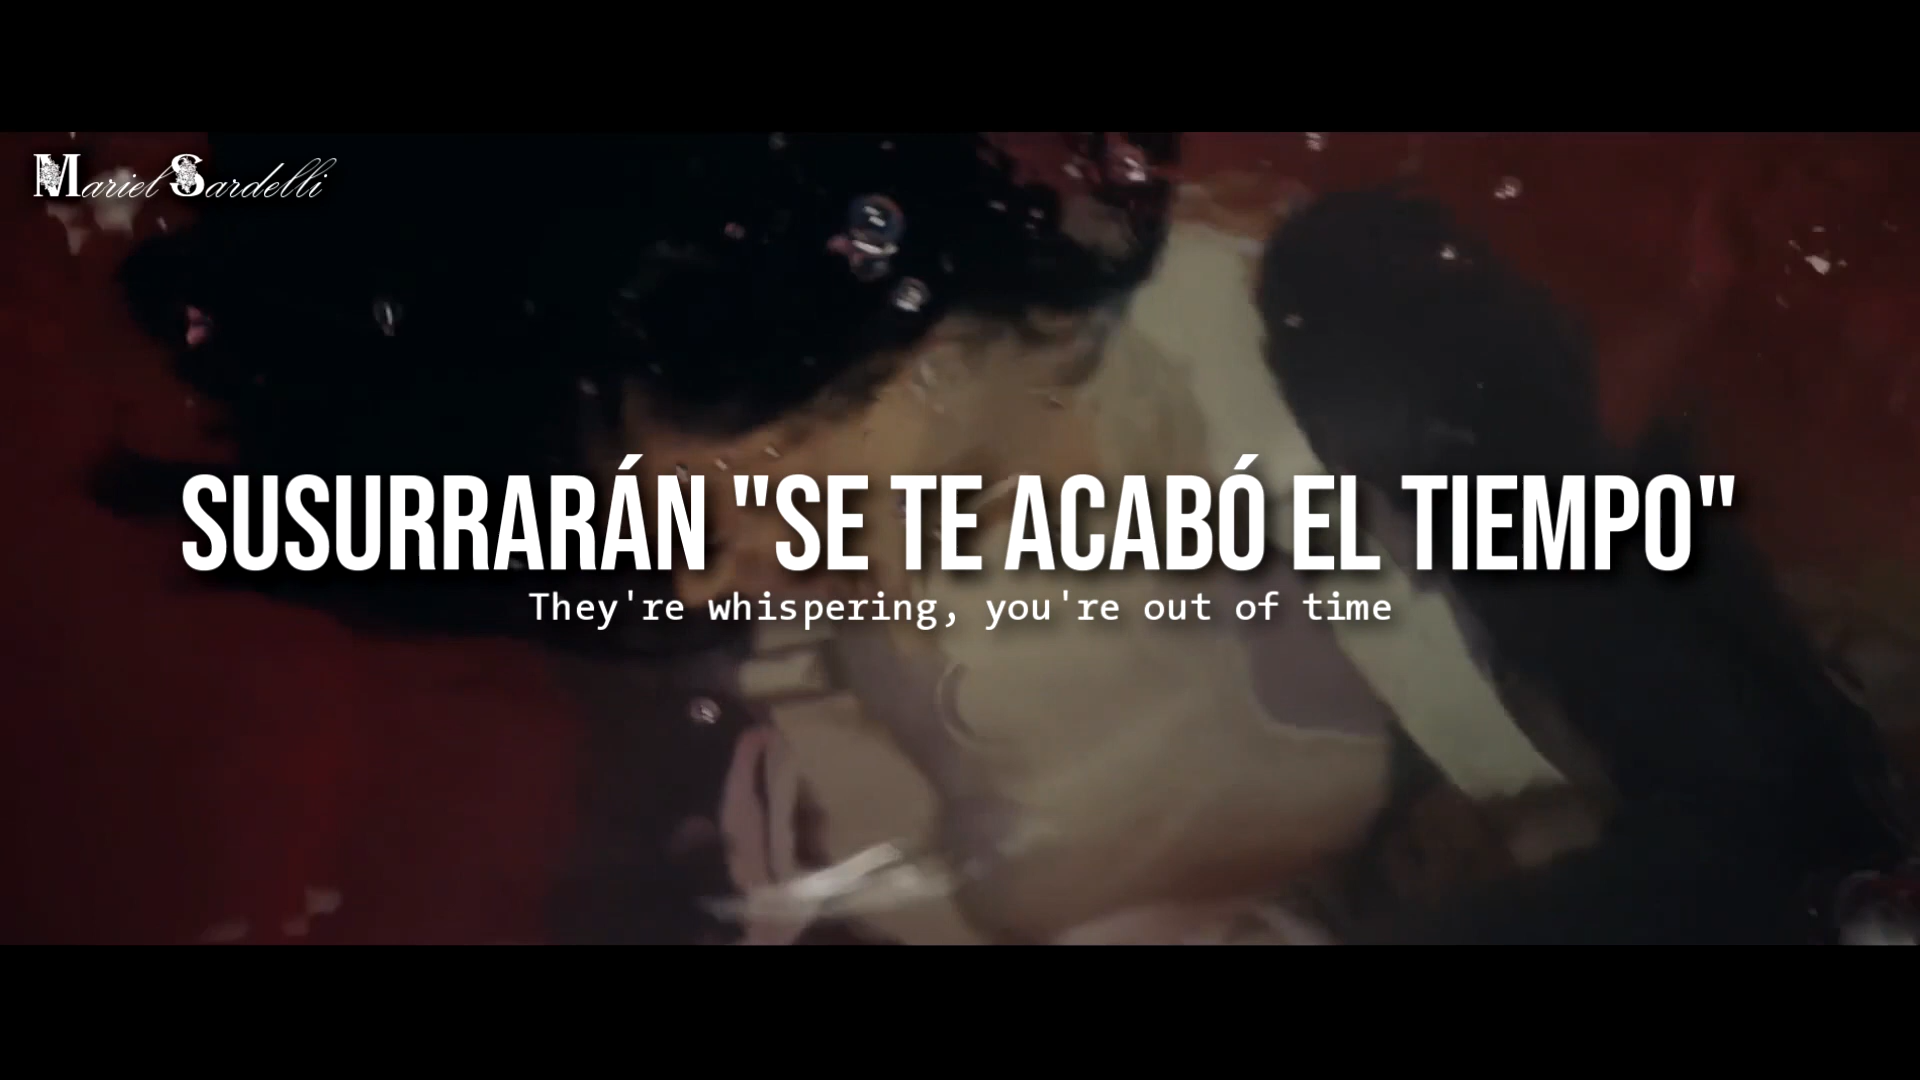 Mariel Sardelli
SUSURRARÁN "SE TE ACABÓ EL TIEMPO"
They're whispering, you're out of time